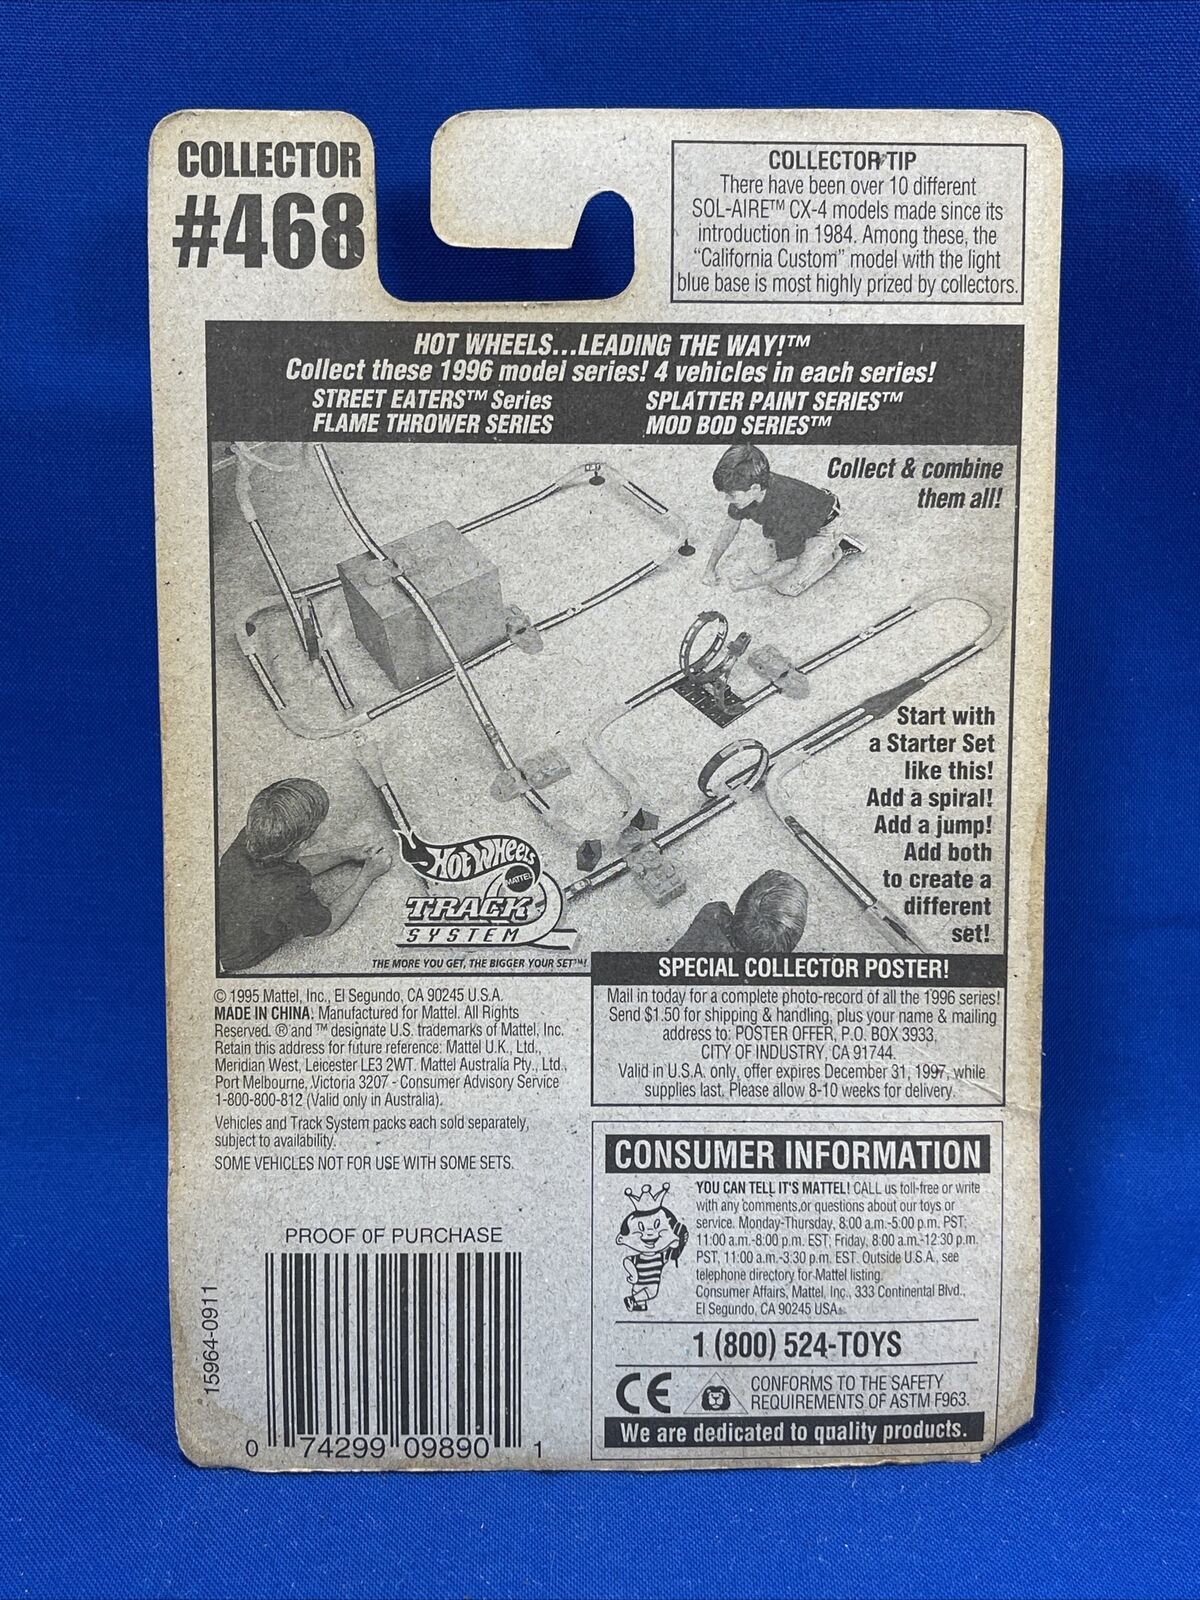 COLLECTOR
#468
COLLECTOR TIP
There have been over 10 different
SOL-AIRE™ CX-4 models made since its
introduction in 1984. Among these, the
"California Custom" model with the light
blue base is most highly prized by collectors.
HOT WHEELS...LEADING THE WAY!™
Collect these 1996 model series! 4 vehicles in each series!
STREET EATERS™ Series
FLAME THROWER SERIES
SPLATTER PAINT SERIES™
MOD BOD SERIES™
Collect & combine
them all!
Start with
a Starter Set
like this!
Add a spiral!
Add a jump!
Add both
to create a
different
set!
HOT WHEELS
MATTEL
TRACK
SYSTEM
THE MORE YOU GET, THE BIGGER YOUR SET™!
© 1995 Mattel, Inc., El Segundo, CA 90245 U.S.A.
MADE IN CHINA. Manufactured for Mattel. All Rights
Reserved. ® and ™ designate U.S. trademarks of Mattel, Inc.
Retain this address for future reference: Mattel U.K., Ltd.,
Meridian West, Leicester LE3 2WT. Mattel Australia Pty., Ltd.,
Port Melbourne, Victoria 3207 - Consumer Advisory Service
1-800-800-812 (Valid only in Australia).
Vehicles and Track System packs each sold separately,
subject to availability.
SOME VEHICLES NOT FOR USE WITH SOME SETS.
SPECIAL COLLECTOR POSTER!
Mail in today for a complete photo-record of all the 1996 series!
Send $1.50 for shipping & handling, plus your name & mailing
address to: POSTER OFFER, P.O. BOX 3933,
CITY OF INDUSTRY, CA 91744.
Valid in U.S.A. only, offer expires December 31, 1997, while
supplies last. Please allow 8-10 weeks for delivery.
CONSUMER INFORMATION
YOU CAN TELL IT'S MATTEL! CALL us toll-free or write
with any comments or questions about our toys or
service. Monday-Thursday, 8:00 a.m.-5:00 p.m. PST;
11:00 a.m.-8:00 p.m. EST; Friday, 8:00 a.m.-12:30 p.m.
PST, 11:00 a.m.-3:30 p.m. EST. Outside U.S.A., see
telephone directory for Mattel listing.
Consumer Affairs, Mattel, Inc., 333 Continental Blvd.,
El Segundo, CA 90245 USA.
1 (800) 524-TOYS
CE
CONFORMS TO THE SAFETY
REQUIREMENTS OF ASTM F963.
We are dedicated to quality products.
PROOF OF PURCHASE
15964-0911
0 74299 09890 1